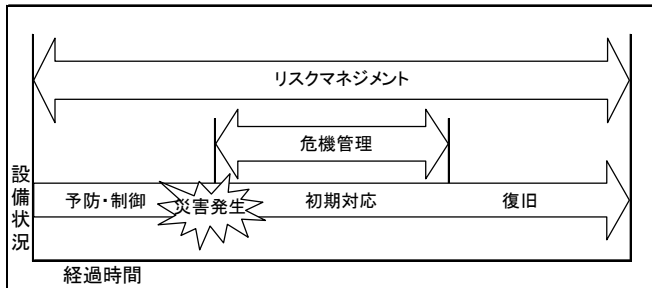 リスクマネジメント
危機管理
設備状況
予防・制御
災害発生
初期対応
復旧
経過時間